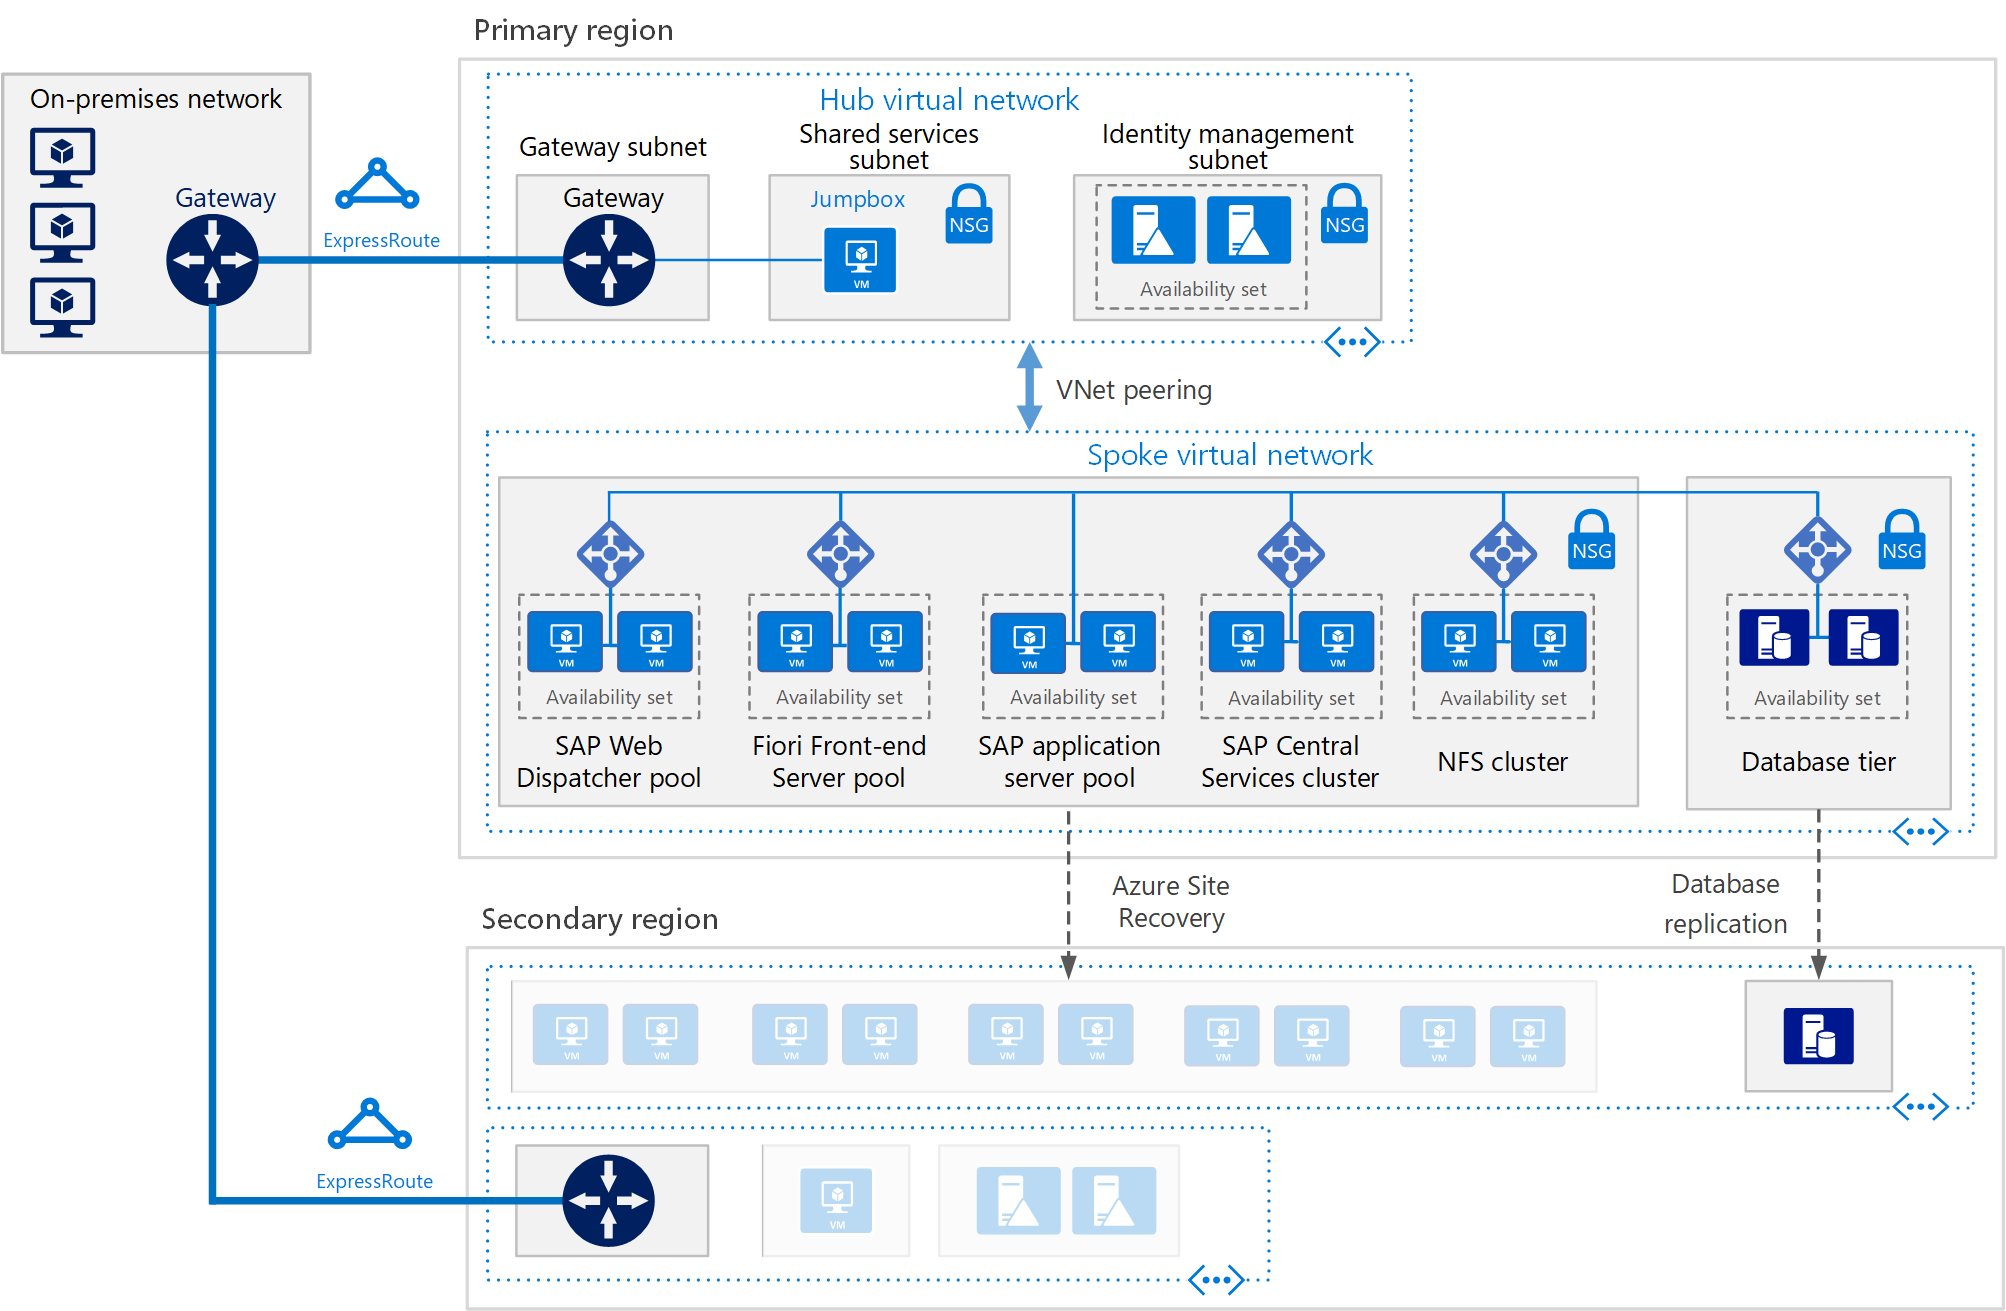 Primary region
On-premises network
Gateway
ExpressRoute
Hub virtual network
Gateway subnet
Gateway
Shared services
subnet
Jumpbox
VM
NSG
Identity management
subnet
Availability set
NSG
VNet peering
Spoke virtual network
NSG
NSG
VM
VM
Availability set
SAP Web
Dispatcher pool
VM
VM
Availability set
Fiori Front-end
Server pool
VM
VM
Availability set
SAP application
server pool
VM
VM
Availability set
SAP Central
Services cluster
VM
VM
Availability set
NFS cluster
Availability set
Database tier
Azure Site
Recovery
Database
replication
Secondary region
VM
VM
VM
VM
VM
VM
VM
VM
VM
VM
ExpressRoute
VM